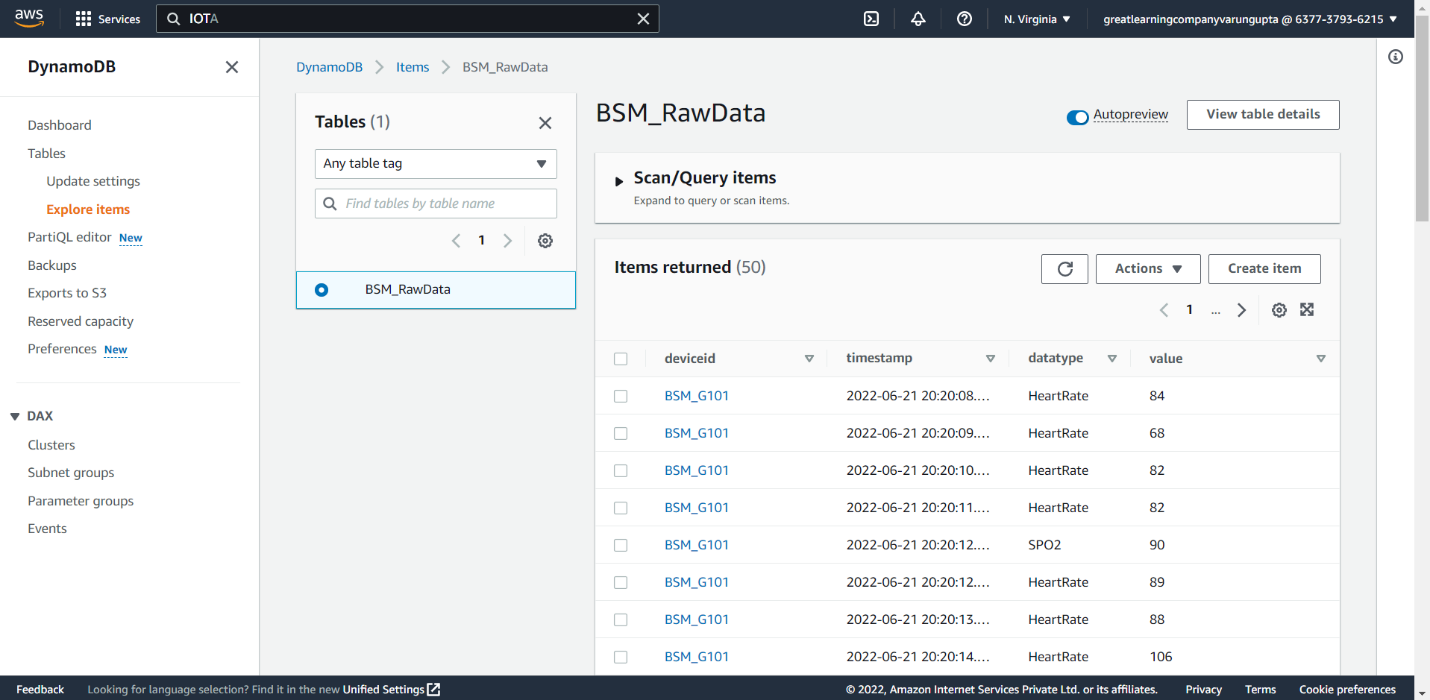 aws Services IOTA N. Virginia greatlearningcompanyvarungupta @ 6377-3793-6215
DynamoDB
Dashboard
Tables
Update settings
Explore items
PartiQL editor New
Backups
Exports to S3
Reserved capacity
Preferences New
DAX
Clusters
Subnet groups
Parameter groups
Events
DynamoDB Items BSM_RawData
Tables (1)
Any table tag
Find tables by table name
1
BSM_RawData
BSM_RawData
Autopreview View table details
Scan/Query items
Expand to query or scan items.
Items returned (50)
Actions Create item
1 ...
deviceid timestamp datatype value
BSM_G101 2022-06-21 20:20:08.... HeartRate 84
BSM_G101 2022-06-21 20:20:09.... HeartRate 68
BSM_G101 2022-06-21 20:20:10.... HeartRate 82
BSM_G101 2022-06-21 20:20:11.... HeartRate 82
BSM_G101 2022-06-21 20:20:12.... SPO2 90
BSM_G101 2022-06-21 20:20:12.... HeartRate 89
BSM_G101 2022-06-21 20:20:13.... HeartRate 88
BSM_G101 2022-06-21 20:20:14.... HeartRate 106
Feedback Looking for language selection? Find it in the new Unified Settings © 2022, Amazon Internet Services Private Ltd. or its affiliates. Privacy Terms Cookie preferences